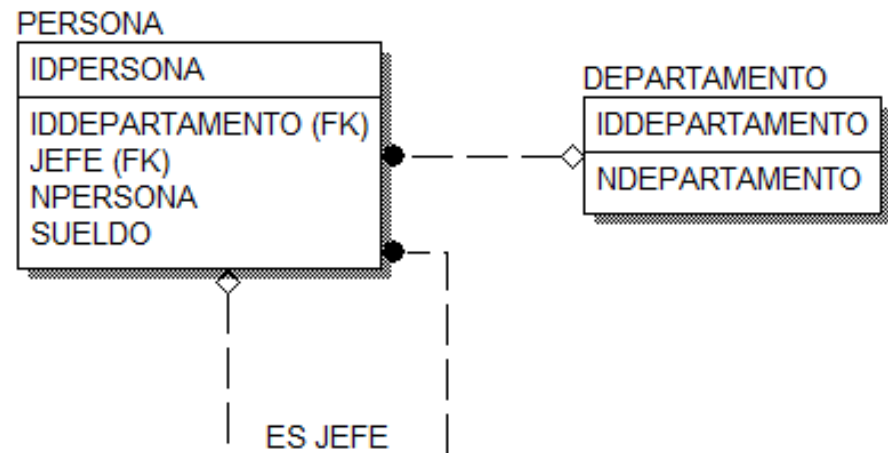 PERSONA
IDPERSONA
IDDEPARTAMENTO (FK)
JEFE (FK)
NPERSONA
SUELDO
DEPARTAMENTO
IDDEPARTAMENTO
NDEPARTAMENTO
ES JEFE